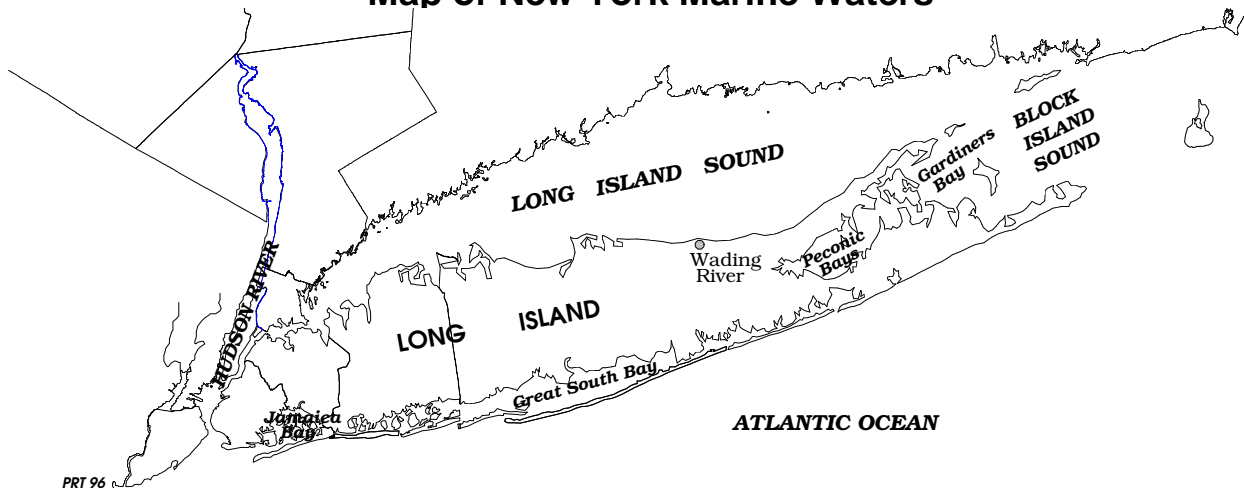 Map of New York Marine Waters
BLOCK
ISLAND
SOUND
Gardiners
Bay
LONG ISLAND SOUND
Peconic
Bays
Wading
River
HUDSON RIVER
LONG ISLAND
Great South Bay
Jamaica
Bay
ATLANTIC OCEAN
PRT 96